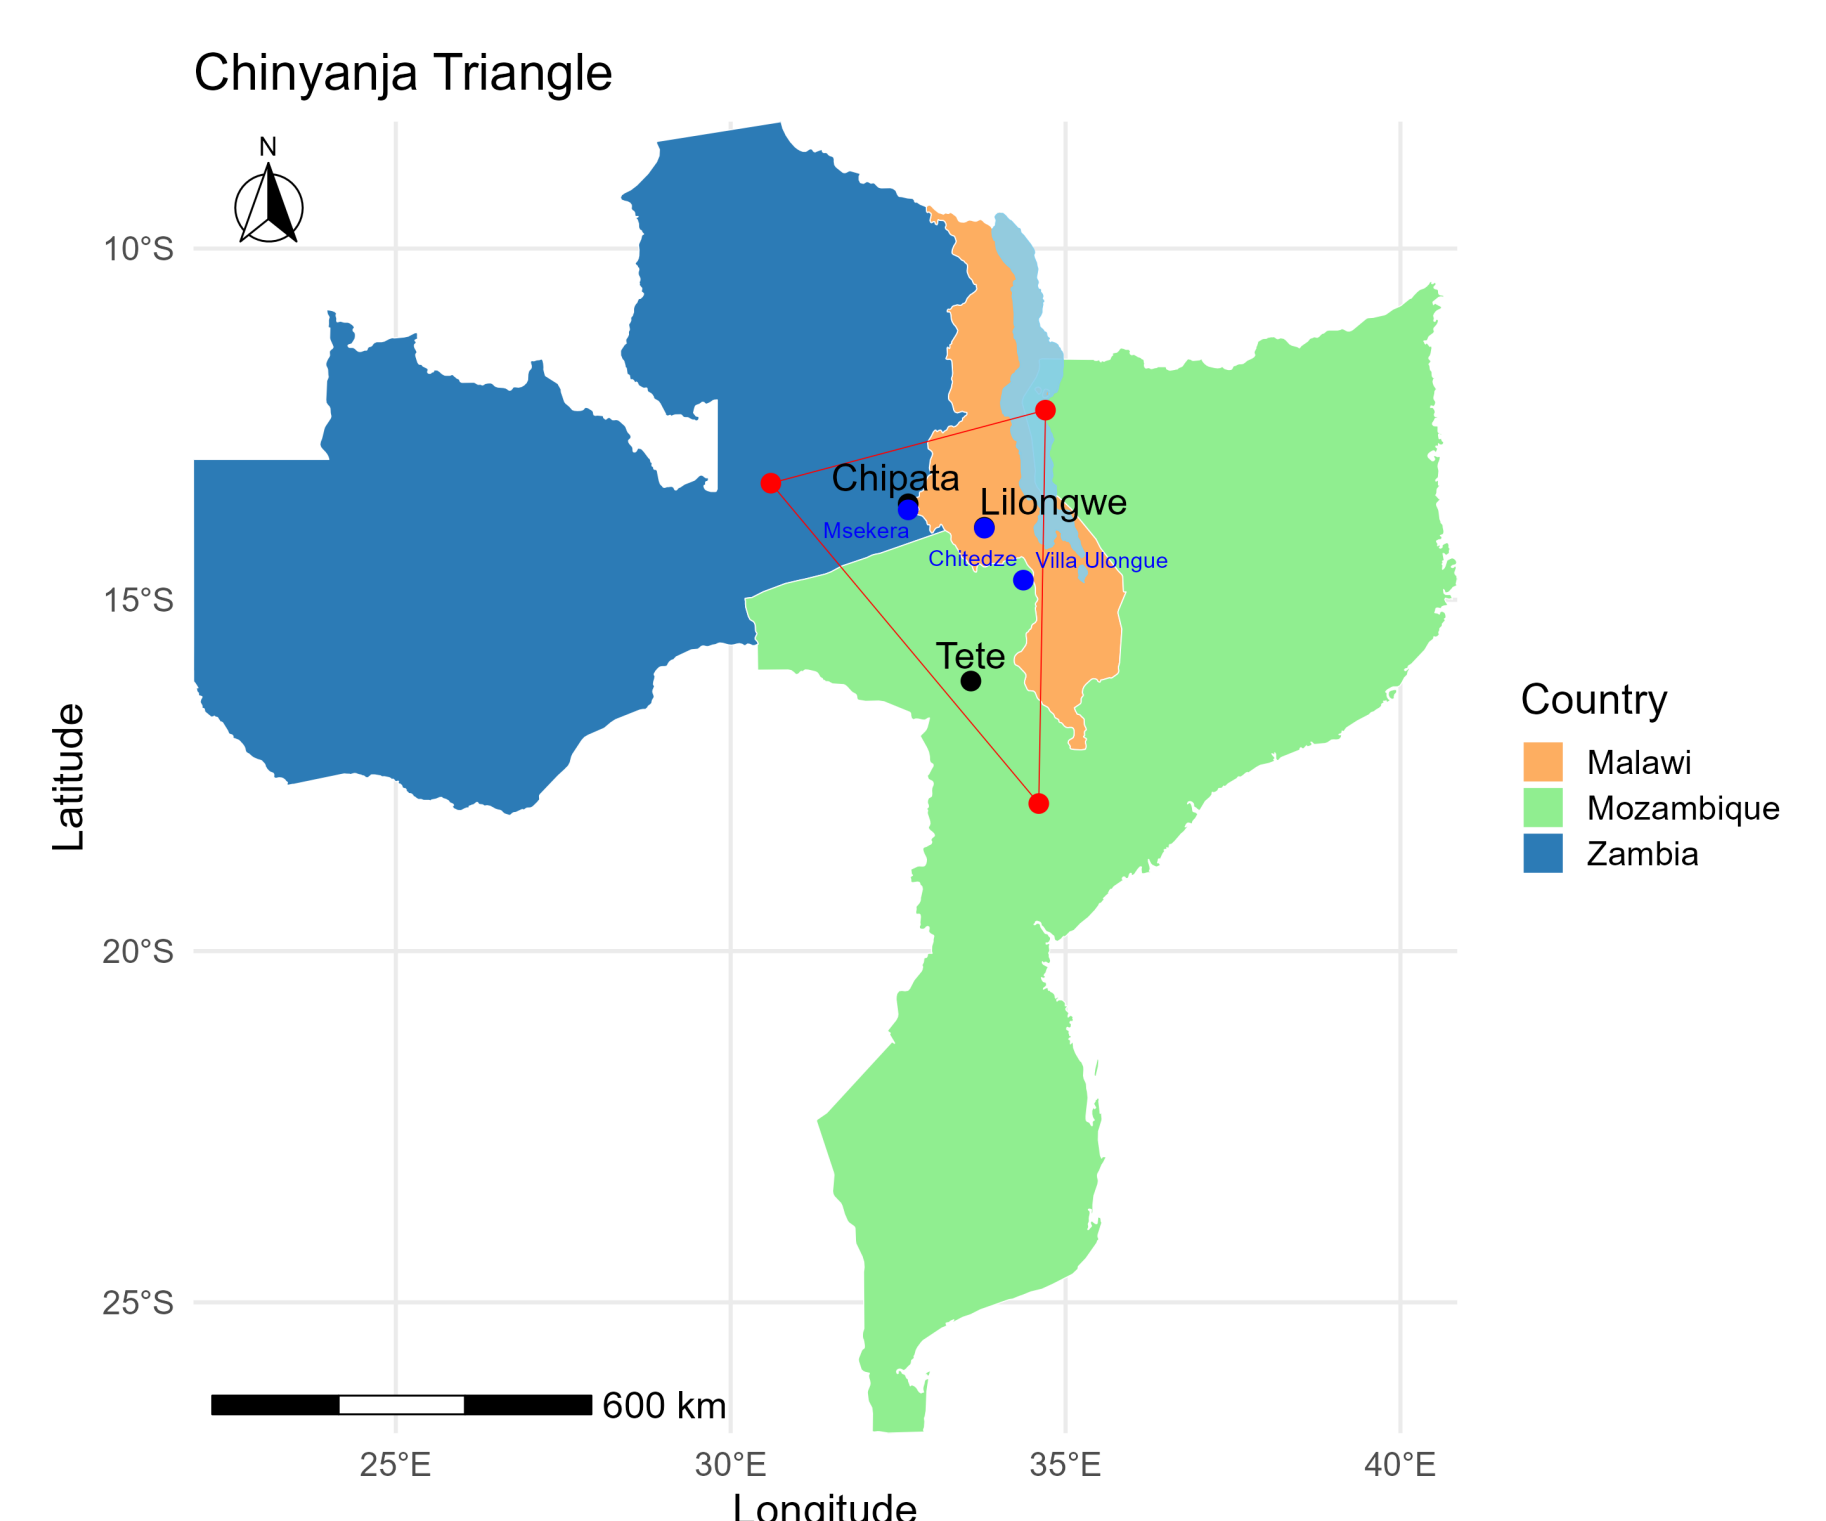 Chinyanja Triangle
N
10°S
15°S
20°S
25°S
Latitude
Chipata
Lilongwe
Msekera
Chitedze
Villa Ulongue
Tete
Country
Malawi
Mozambique
Zambia
600 km
25°E
30°E
35°E
40°E
Longitude